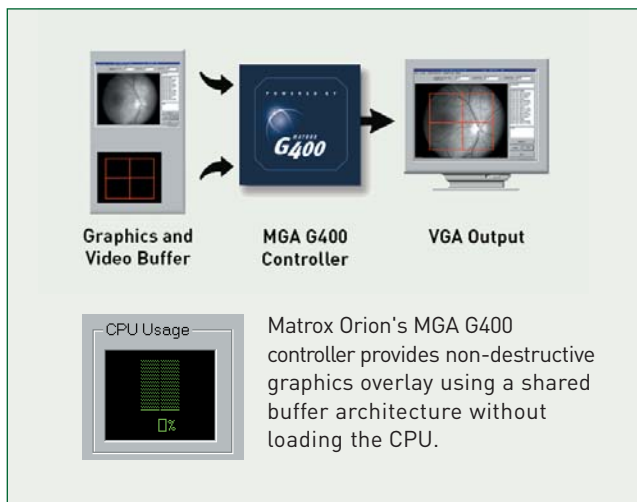 POWERED BY
MATROX
G400
Graphics and
Video Buffer
MGA G400
Controller
VGA Output
CPU Usage
0%
Matrox Orion's MGA G400
controller provides non-destructive
graphics overlay using a shared
buffer architecture without
loading the CPU.